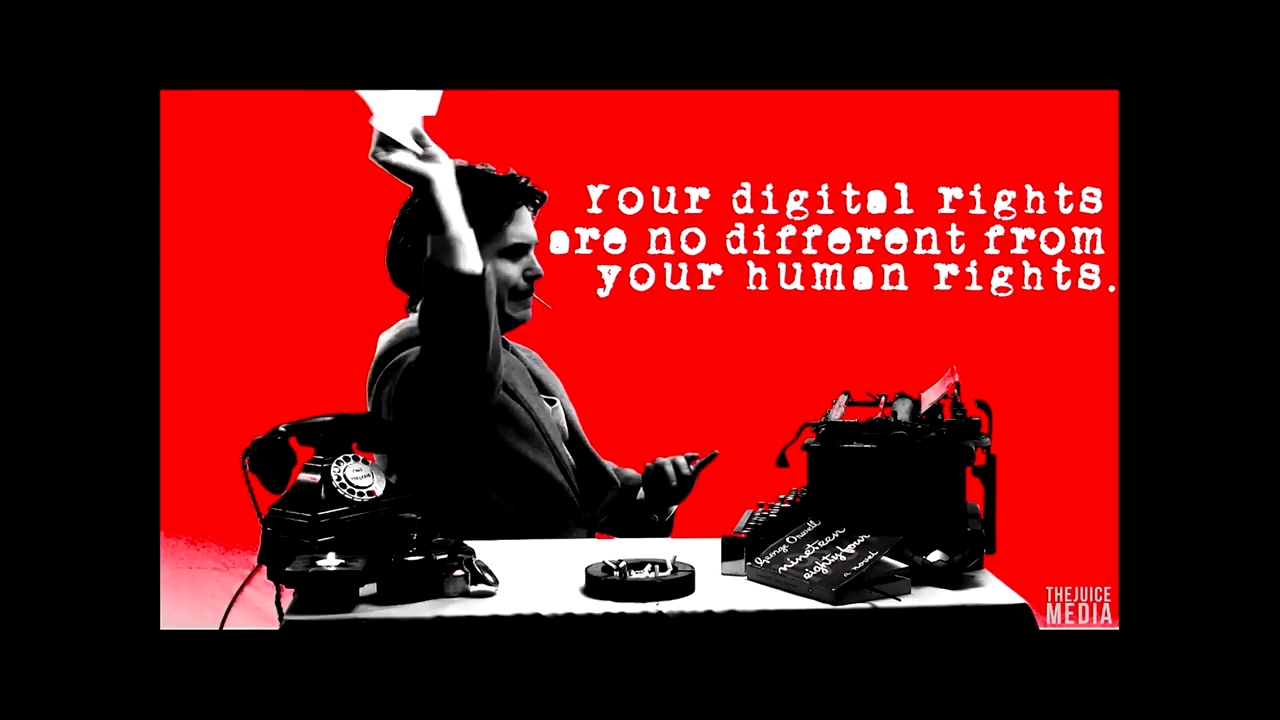 Your digital rights
are no different from
your human rights.
George Orwell
nineteen
eighty four
a novel
THEJUICE
MEDIA